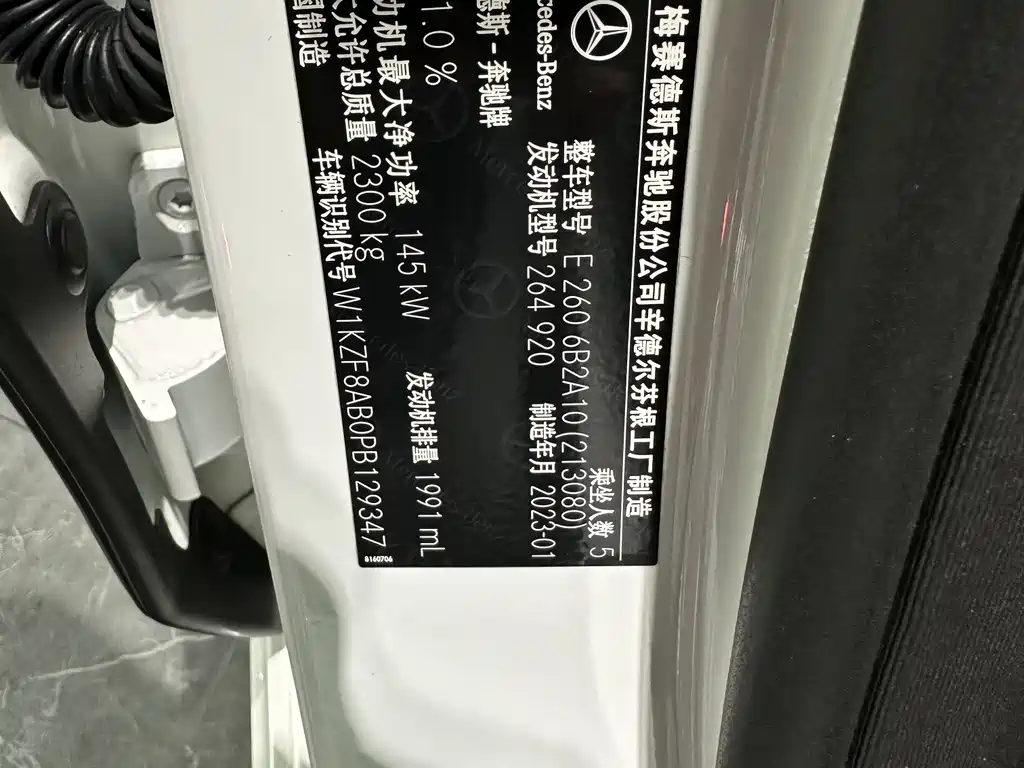 梅赛德斯奔驰股份公司辛德尔芬根工厂制造
乘坐人数 5
整车型号 E 260 6B2A10(213080)
cedes-Benz
发动机型号 264 920
制造年月 2023-01
德斯-奔驰牌
1.0 %
发动机排量 1991 mL
动机最大净功率 145 kW
大允许总质量 2300 kg
国制造
车辆识别代号 W1KZF8AB0PB129347
8160706